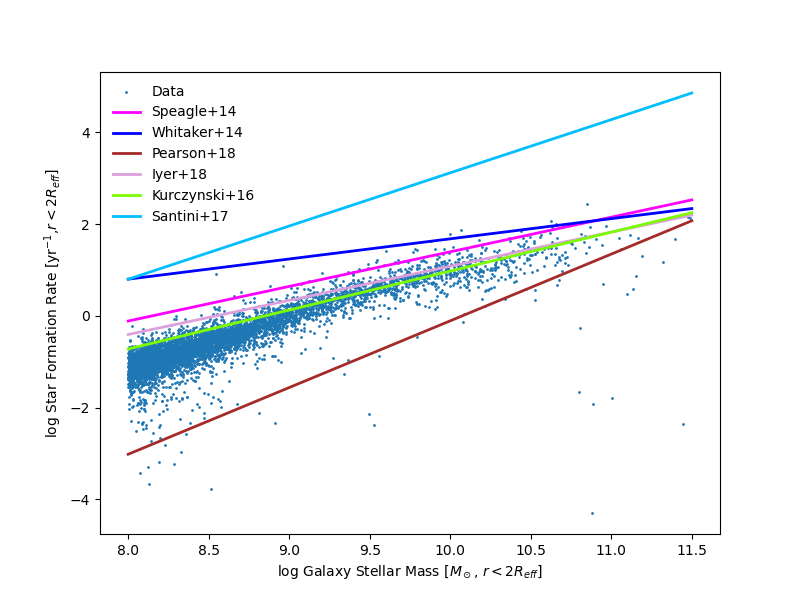 Data
Speagle+14
Whitaker+14
Pearson+18
Iyer+18
Kurczynski+16
Santini+17
4
2
0
−2
−4
log Star Formation Rate [yr⁻¹,r < 2R_eff]
8.0 8.5 9.0 9.5 10.0 10.5 11.0 11.5
log Galaxy Stellar Mass [M_⊙, r < 2R_eff]